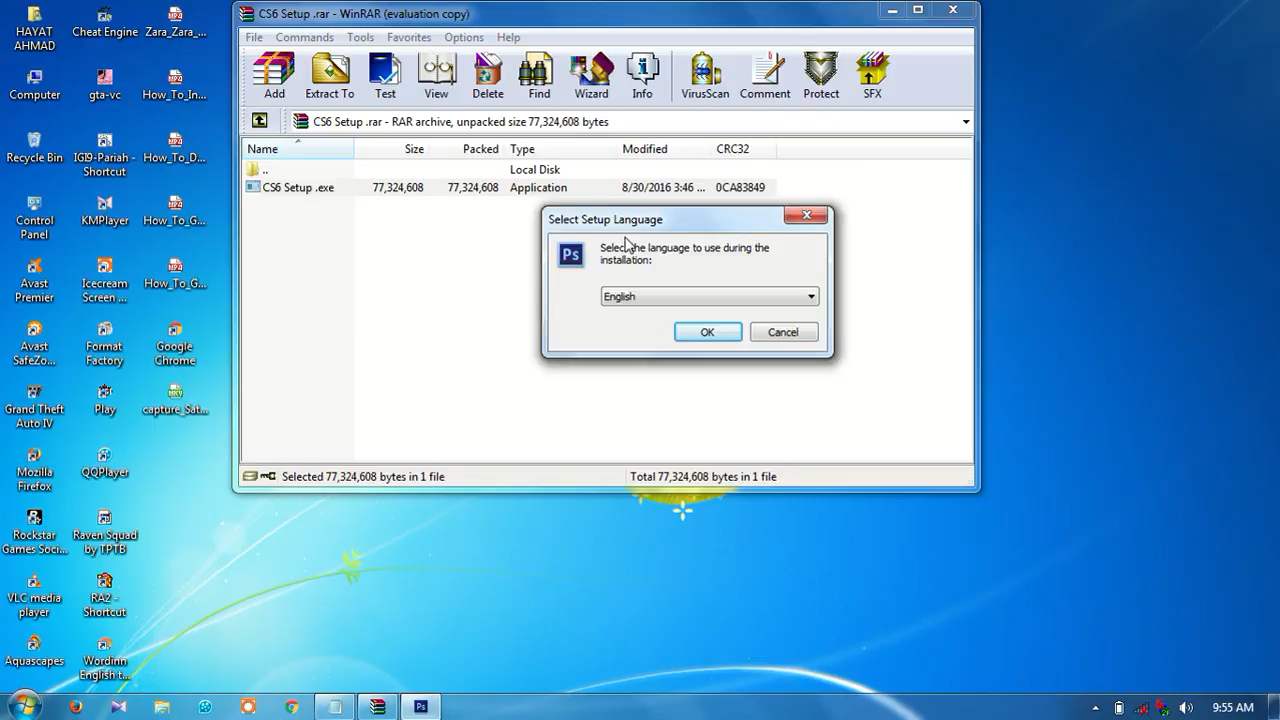 CS6 Setup .rar - WinRAR (evaluation copy)
File Commands Tools Favorites Options Help
Add Extract To Test View Delete Find Wizard Info VirusScan Comment Protect SFX
CS6 Setup .rar - RAR archive, unpacked size 77,324,608 bytes
Name Size Packed Type Modified CRC32
.. Local Disk
CS6 Setup .exe 77,324,608 77,324,608 Application 8/30/2016 3:46 ... 0CA83849
Select Setup Language
Ps
Select the language to use during the
installation:
English
OK Cancel
Selected 77,324,608 bytes in 1 file Total 77,324,608 bytes in 1 file
HAYAT
AHMAD
Cheat Engine
Zara_Zara_...
Computer
gta-vc
How_To_In...
Recycle Bin
IGI9-Pariah -
Shortcut
How_To_D...
Control
Panel
KMPlayer
How_To_G...
Avast
Premier
Icecream
Screen ...
How_To_G...
Avast
SafeZo...
Format
Factory
Google
Chrome
Grand Theft
Auto IV
Play
capture_Sat...
Mozilla
Firefox
QQPlayer
Rockstar
Games Soci...
Raven Squad
by TPTB
VLC media
player
RA2 -
Shortcut
Aquascapes
Wordinn
English t...
Ps
9:55 AM